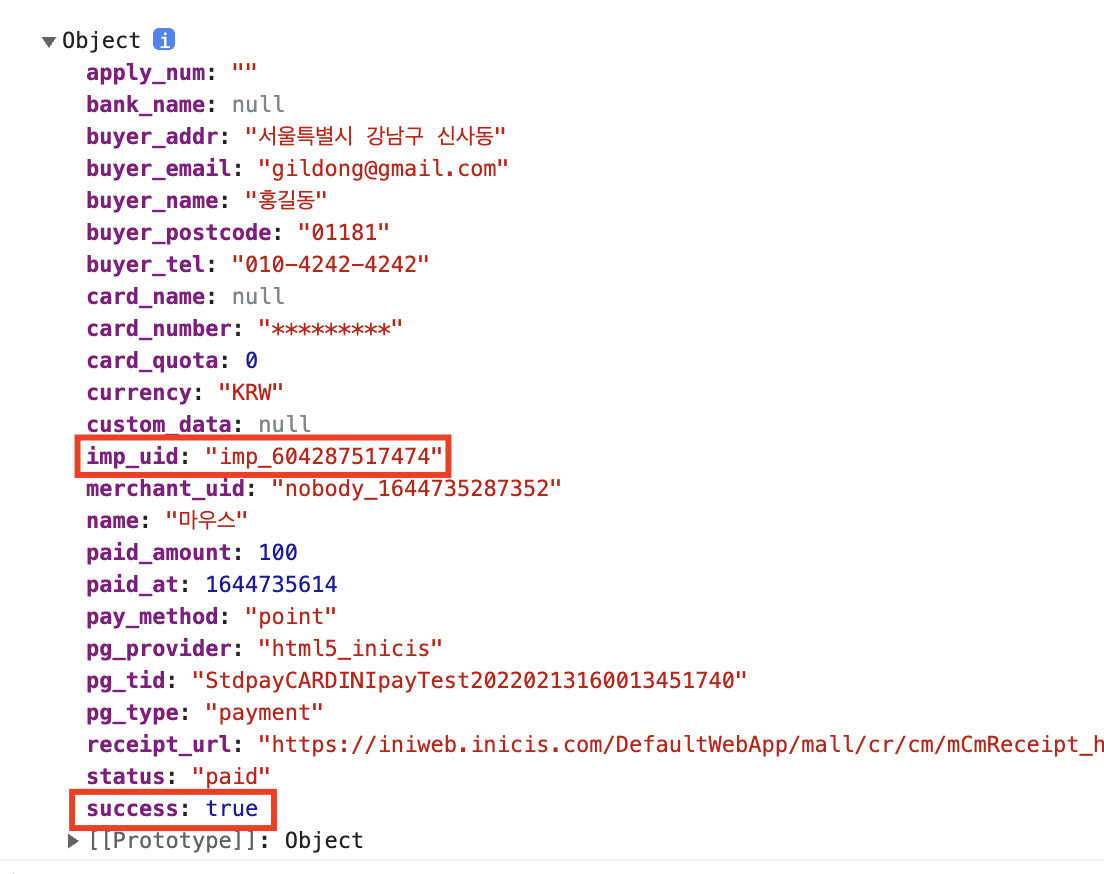 ▼ Object i
apply_num: ""
bank_name: null
buyer_addr: "서울특별시 강남구 신사동"
buyer_email: "gildong@gmail.com"
buyer_name: "홍길동"
buyer_postcode: "01181"
buyer_tel: "010-4242-4242"
card_name: null
card_number: "*********"
card_quota: 0
currency: "KRW"
custom_data: null
imp_uid: "imp_604287517474"
merchant_uid: "nobody_1644735287352"
name: "마우스"
paid_amount: 100
paid_at: 1644735614
pay_method: "point"
pg_provider: "html5_inicis"
pg_tid: "StdpayCARDINIpayTest20220213160013451740"
pg_type: "payment"
receipt_url: "https://iniweb.inicis.com/DefaultWebApp/mall/cr/cm/mCmReceipt_h
status: "paid"
success: true
▶ [[Prototype]]: Object